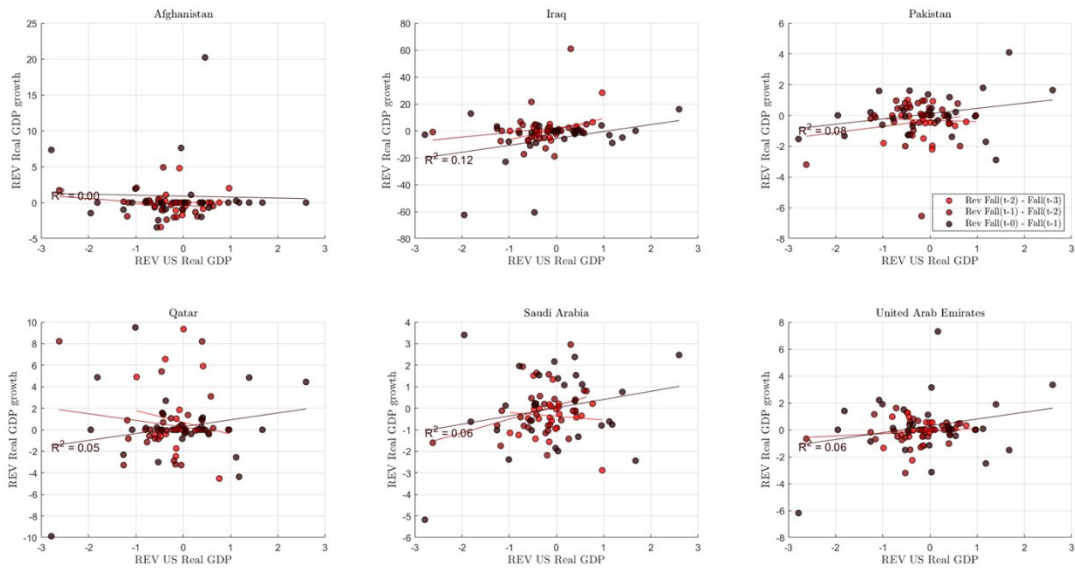 Afghanistan
REV Real GDP growth
25
20
15
10
5
0
-5
R² = 0.00
-3 -2 -1 0 1 2 3
REV US Real GDP
Iraq
REV Real GDP growth
80
60
40
20
0
-20
-40
-60
-80
R² = 0.12
-3 -2 -1 0 1 2 3
REV US Real GDP
Pakistan
REV Real GDP growth
6
4
2
0
-2
-4
-6
-8
R² = 0.08
Rev Fall(t-2) - Fall(t-3)
Rev Fall(t-1) - Fall(t-2)
Rev Fall(t-0) - Fall(t-1)
-3 -2 -1 0 1 2 3
REV US Real GDP
Qatar
REV Real GDP growth
10
8
6
4
2
0
-2
-4
-6
-8
-10
R² = 0.05
-3 -2 -1 0 1 2 3
REV US Real GDP
Saudi Arabia
REV Real GDP growth
4
3
2
1
0
-1
-2
-3
-4
-5
-6
R² = 0.06
-3 -2 -1 0 1 2 3
REV US Real GDP
United Arab Emirates
REV Real GDP growth
8
6
4
2
0
-2
-4
-6
-8
R² = 0.06
-3 -2 -1 0 1 2 3
REV US Real GDP